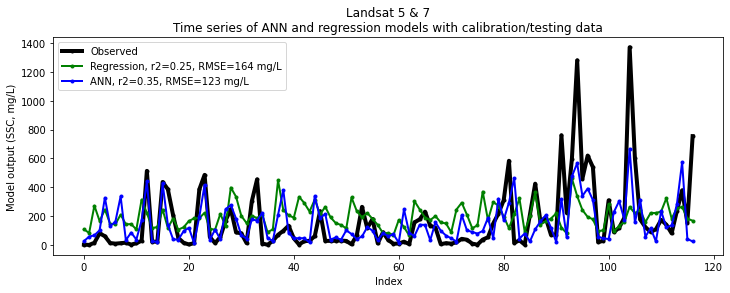 Landsat 5 & 7
Time series of ANN and regression models with calibration/testing data
Observed
Regression, r2=0.25, RMSE=164 mg/L
ANN, r2=0.35, RMSE=123 mg/L
Model output (SSC, mg/L)
1400
1200
1000
800
600
400
200
0
0 20 40 60 80 100 120
Index